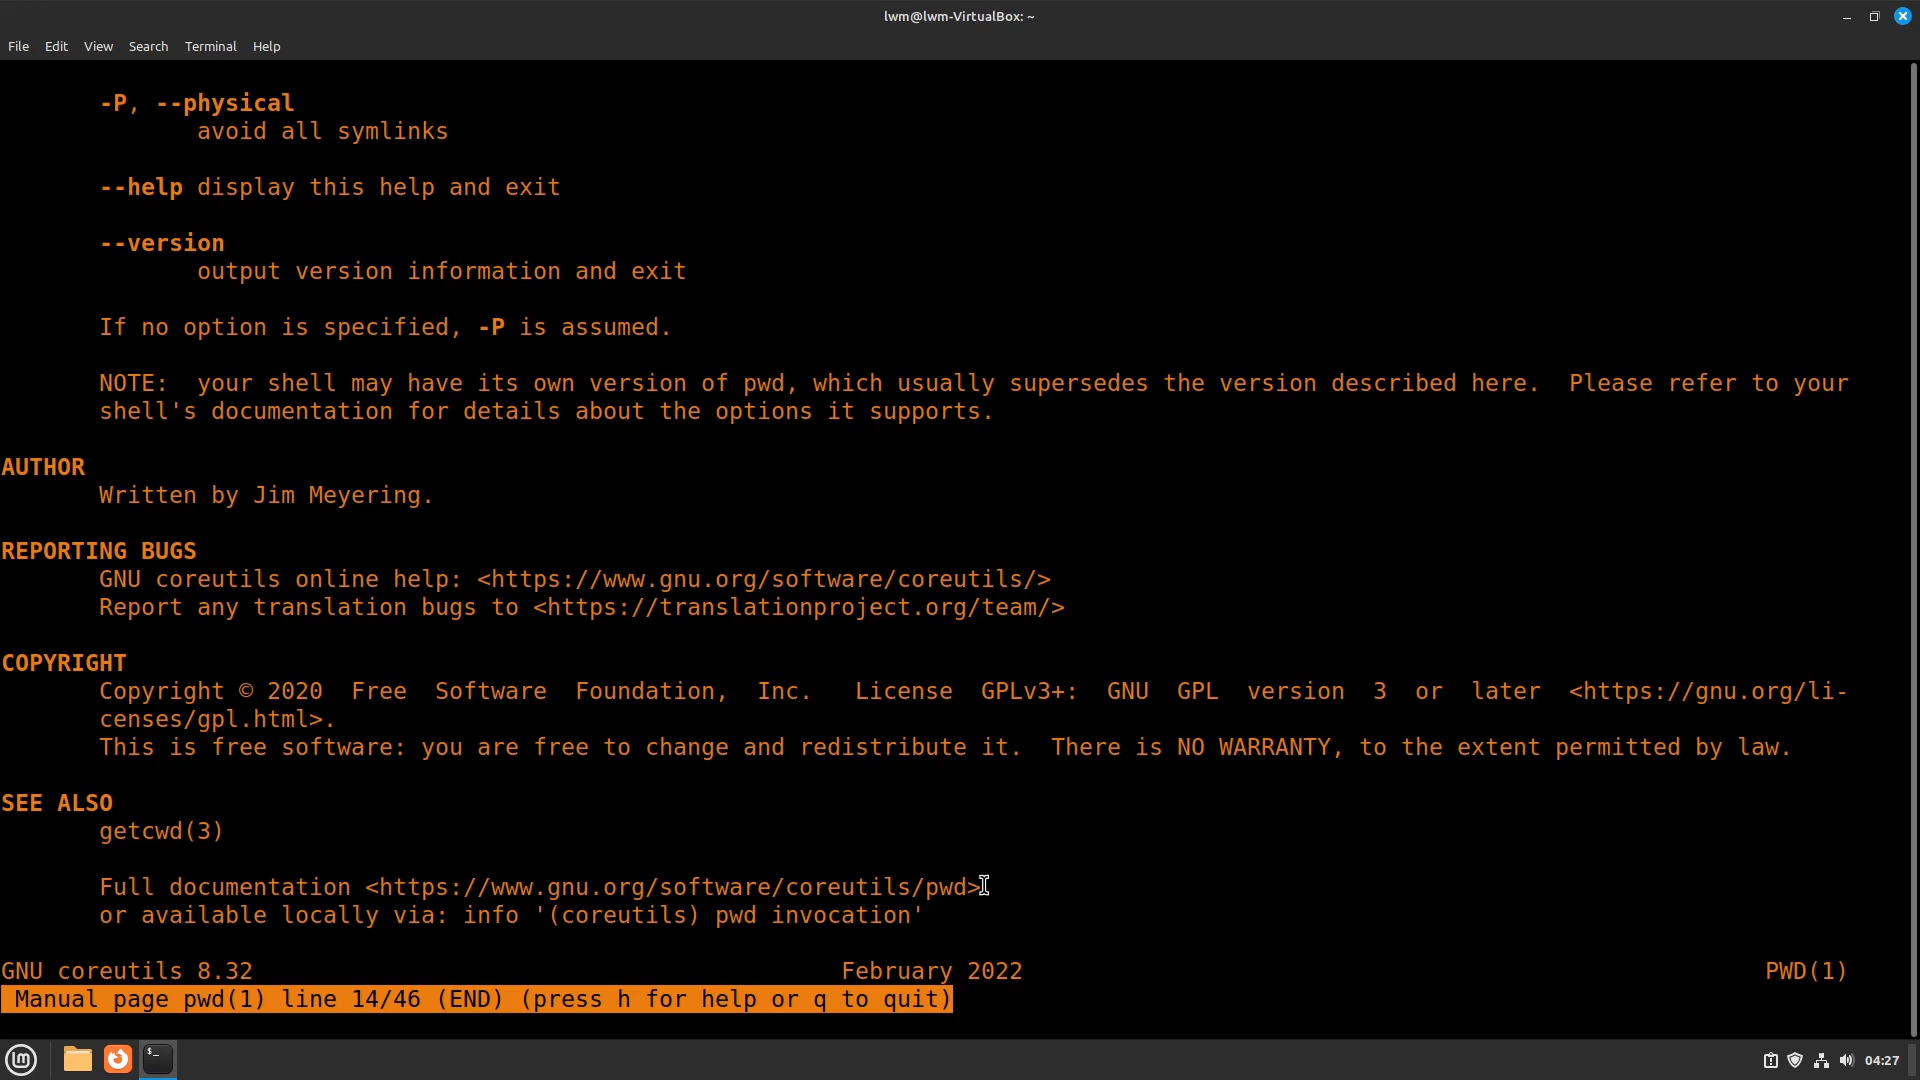 lwm@lwm-VirtualBox: ~
File Edit View Search Terminal Help
-P, --physical
avoid all symlinks
--help display this help and exit
--version
output version information and exit
If no option is specified, -P is assumed.
NOTE:  your shell may have its own version of pwd, which usually supersedes the version described here.  Please refer to your
shell's documentation for details about the options it supports.
AUTHOR
Written by Jim Meyering.
REPORTING BUGS
GNU coreutils online help: <https://www.gnu.org/software/coreutils/>
Report any translation bugs to <https://translationproject.org/team/>
COPYRIGHT
Copyright © 2020  Free  Software  Foundation,  Inc.   License  GPLv3+:  GNU  GPL  version  3  or  later  <https://gnu.org/li-
censes/gpl.html>.
This is free software: you are free to change and redistribute it.  There is NO WARRANTY, to the extent permitted by law.
SEE ALSO
getcwd(3)
Full documentation <https://www.gnu.org/software/coreutils/pwd>
or available locally via: info '(coreutils) pwd invocation'
GNU coreutils 8.32 February 2022 PWD(1)
Manual page pwd(1) line 14/46 (END) (press h for help or q to quit)
$_ 04:27